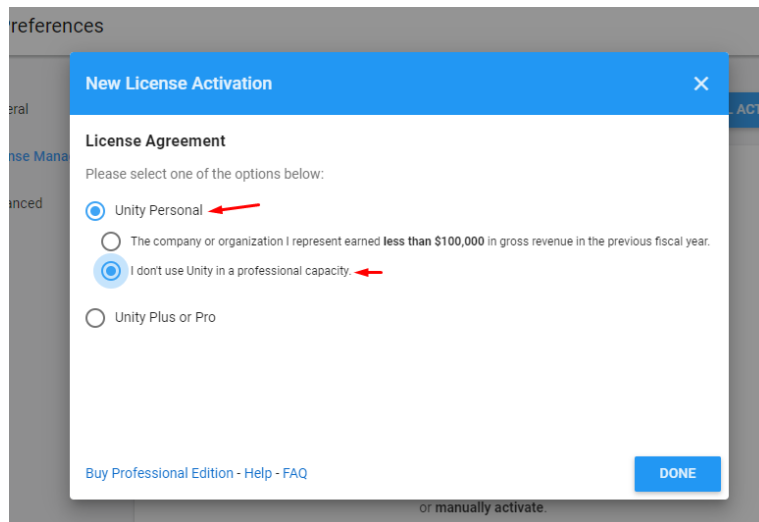 references
New License Activation
eral
ACT
License Agreement
nse Mana
Please select one of the options below:
anced
Unity Personal
The company or organization I represent earned less than $100,000 in gross revenue in the previous fiscal year.
I don't use Unity in a professional capacity.
Unity Plus or Pro
Buy Professional Edition - Help - FAQ
DONE
or manually activate.